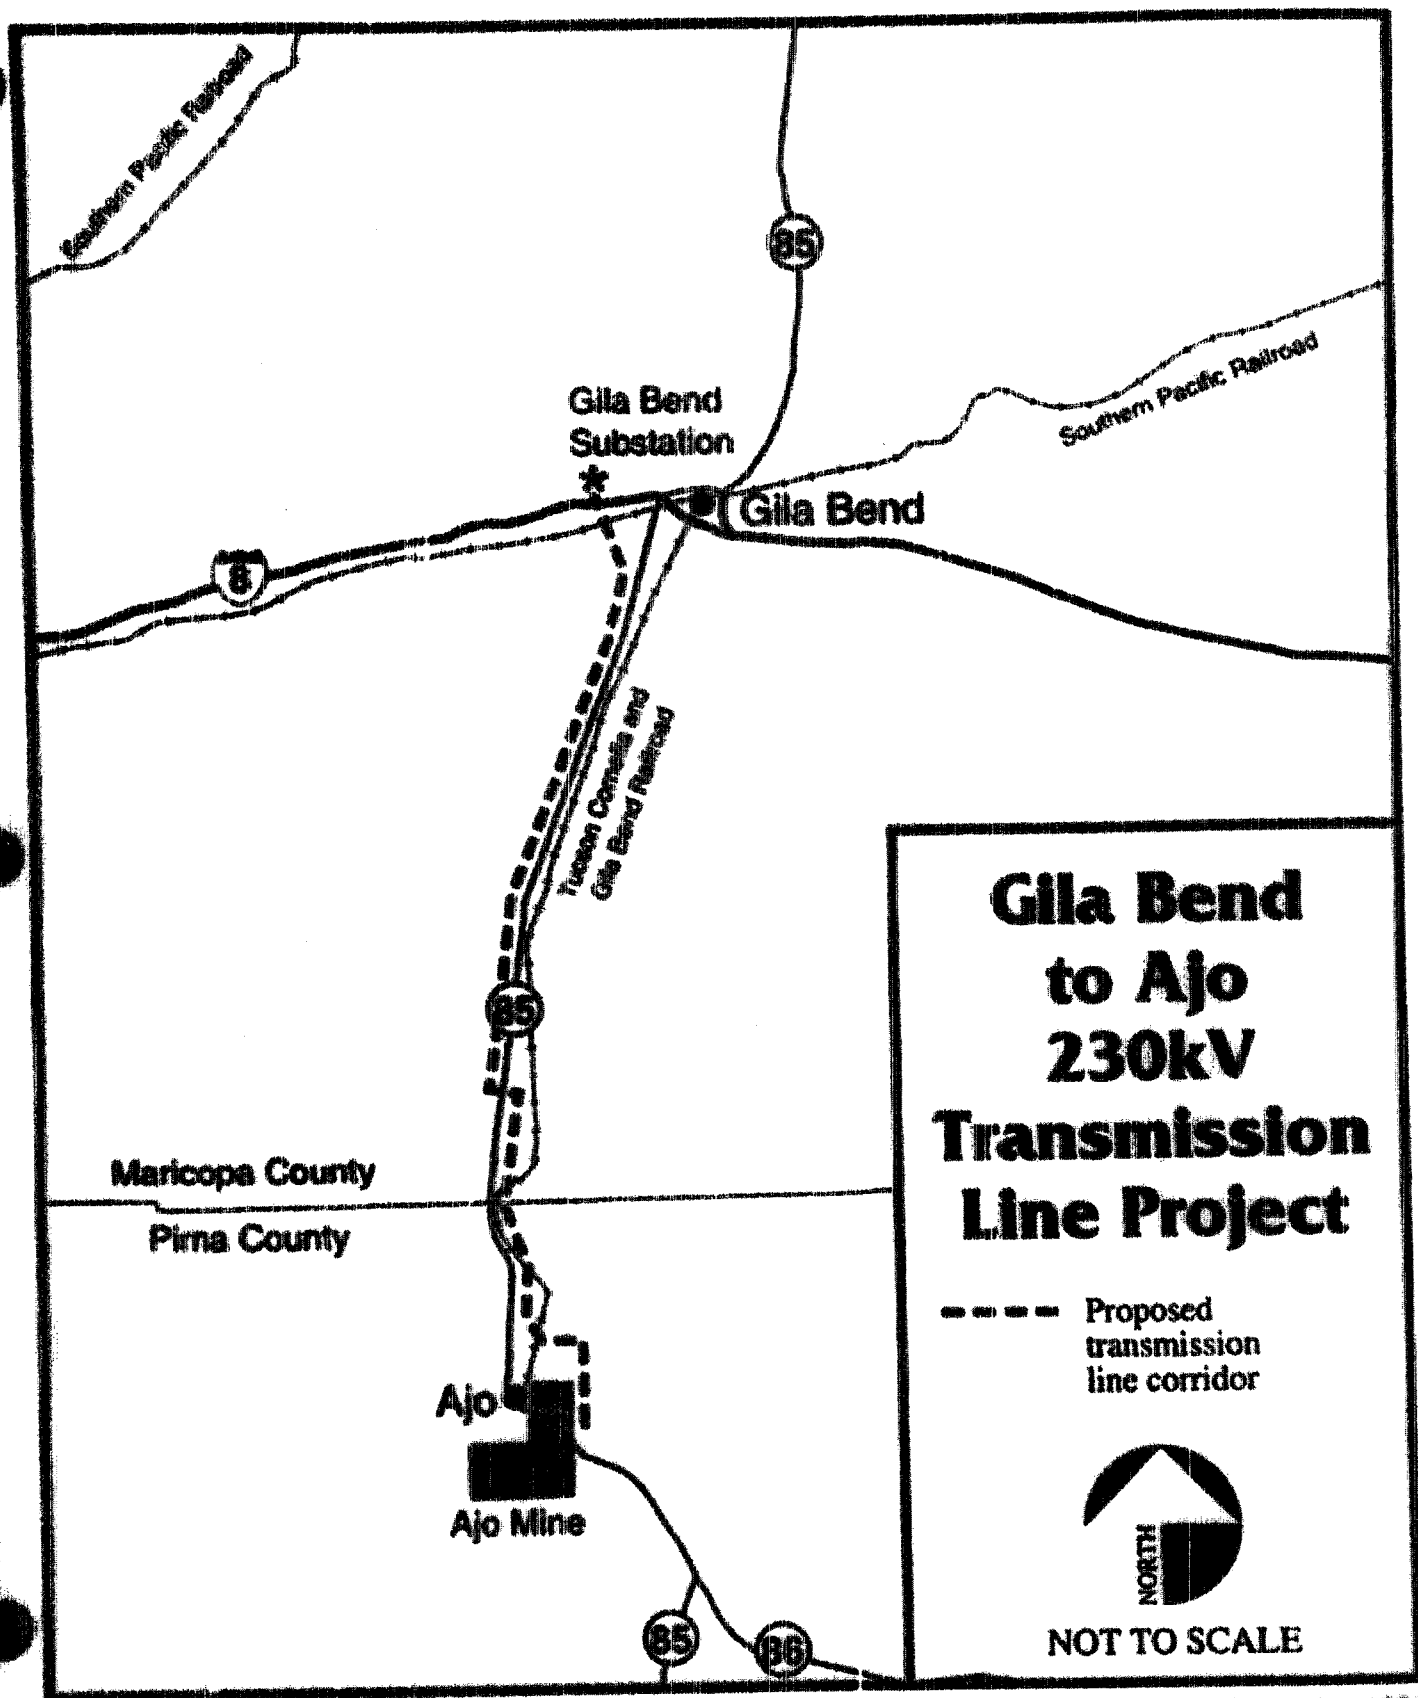 Southern Pacific Railroad
85
Southern Pacific Railroad
Gila Bend
Substation
*
Gila Bend
8
Tucson Cornelia and
Gila Bend Railroad
85
Maricopa County
Pima County
Ajo
Ajo Mine
85
86
Gila Bend
to Ajo
230kV
Transmission
Line Project
Proposed
transmission
line corridor
NORTH
NOT TO SCALE